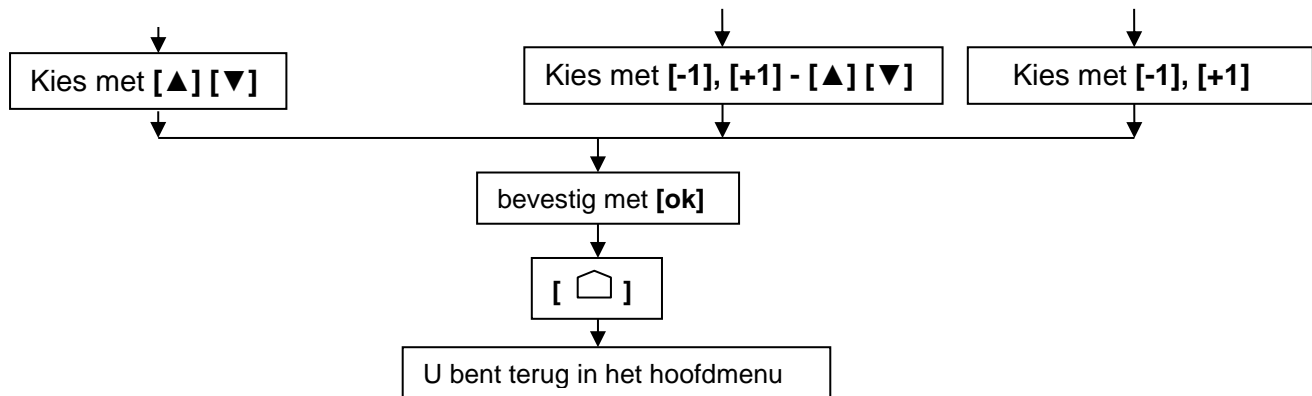 Kies met [▲] [▼]
Kies met [-1], [+1] - [▲] [▼]
Kies met [-1], [+1]
bevestig met [ok]
[ ]
U bent terug in het hoofdmenu